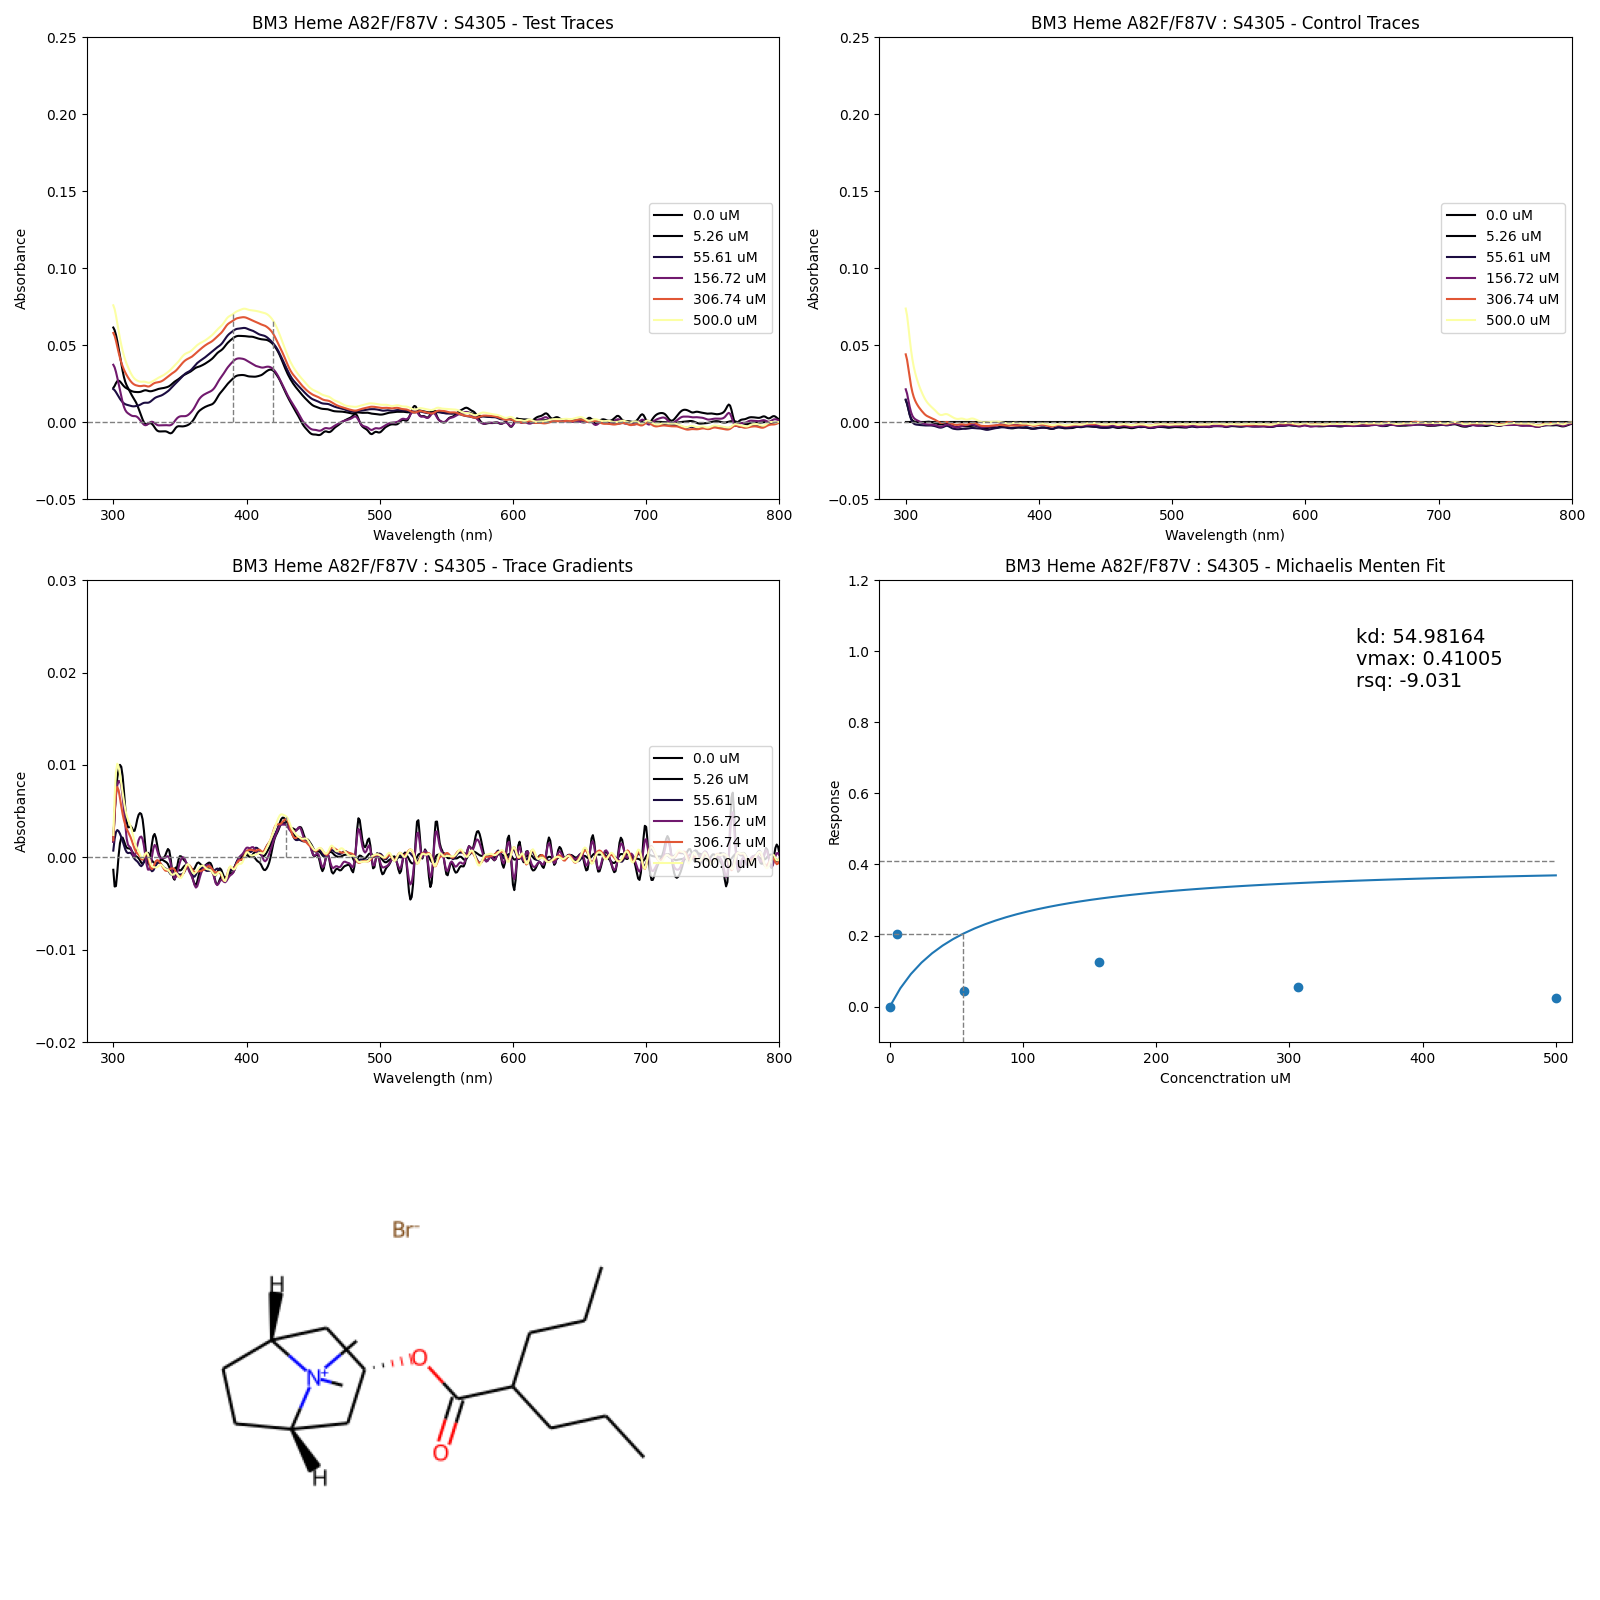 BM3 Heme A82F/F87V : S4305 - Test Traces
0.25
0.20
0.15
0.10
0.05
0.00
−0.05
Absorbance
300 400 500 600 700 800
Wavelength (nm)
0.0 uM
5.26 uM
55.61 uM
156.72 uM
306.74 uM
500.0 uM
BM3 Heme A82F/F87V : S4305 - Control Traces
0.25
0.20
0.15
0.10
0.05
0.00
−0.05
Absorbance
300 400 500 600 700 800
Wavelength (nm)
0.0 uM
5.26 uM
55.61 uM
156.72 uM
306.74 uM
500.0 uM
BM3 Heme A82F/F87V : S4305 - Trace Gradients
0.03
0.02
0.01
0.00
−0.01
−0.02
Absorbance
300 400 500 600 700 800
Wavelength (nm)
0.0 uM
5.26 uM
55.61 uM
156.72 uM
306.74 uM
500.0 uM
BM3 Heme A82F/F87V : S4305 - Michaelis Menten Fit
1.2
1.0
0.8
0.6
0.4
0.2
0.0
Response
kd: 54.98164
vmax: 0.41005
rsq: -9.031
0 100 200 300 400 500
Concenctration uM
Br⁻
H
O
N⁺
O
H